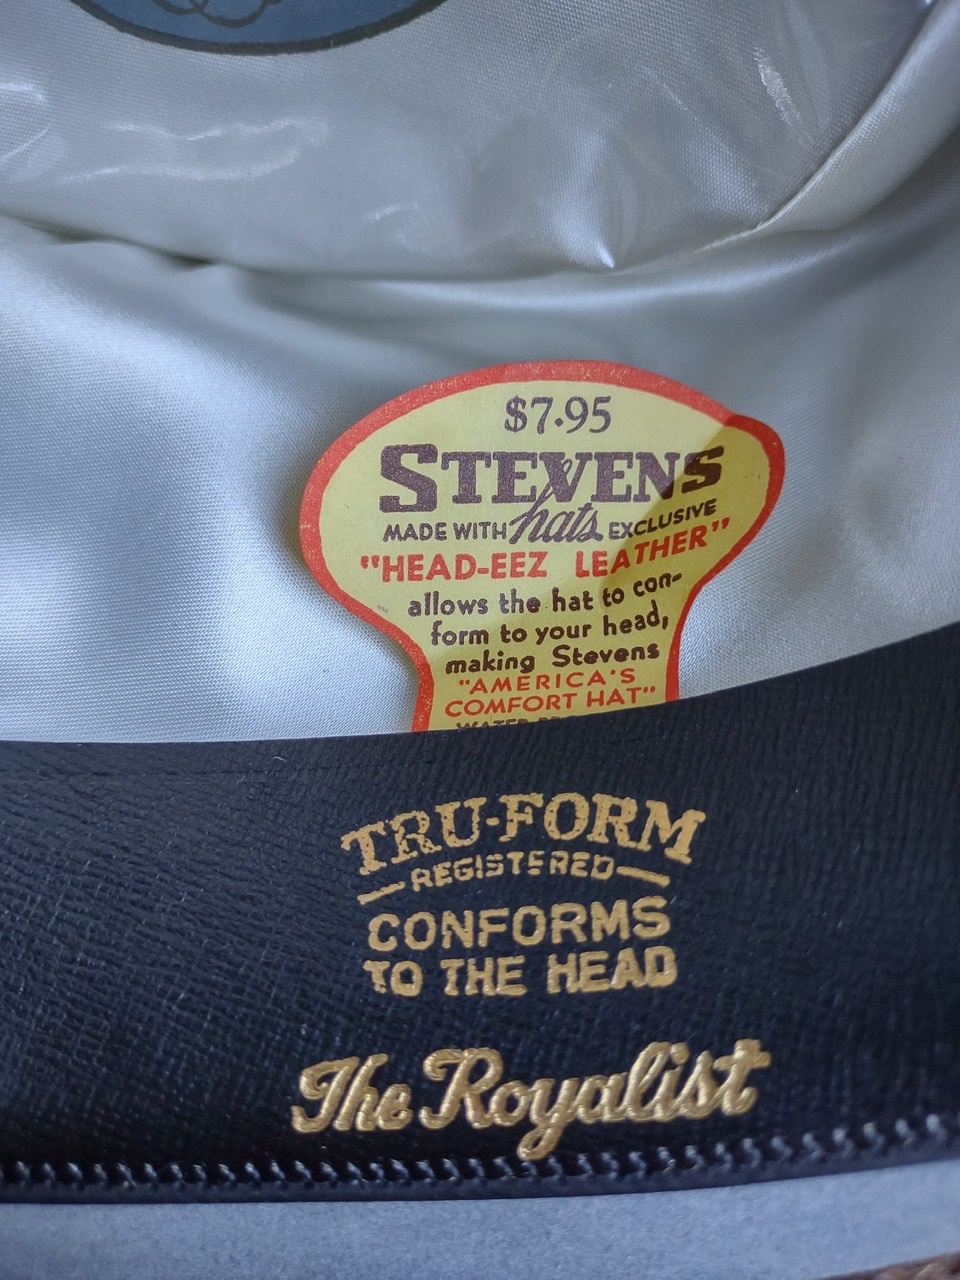 $7.95
STEVENS
hats
MADE WITH EXCLUSIVE
"HEAD-EEZ LEATHER"
allows the hat to con-
form to your head,
making Stevens
"AMERICA'S
COMFORT HAT"
TRU-FORM
REGISTERED
CONFORMS
TO THE HEAD
The Royalist